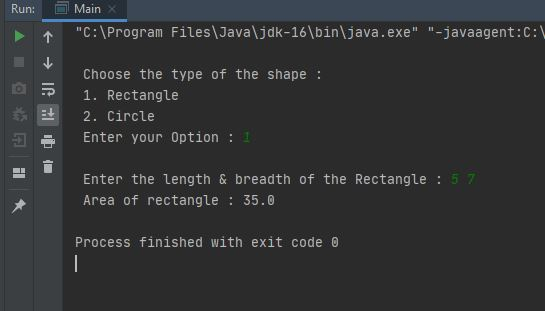 Run: Main ×
"C:\Program Files\Java\jdk-16\bin\java.exe" "-javaagent:C:\
Choose the type of the shape :
1. Rectangle
2. Circle
Enter your Option : 1
Enter the length & breadth of the Rectangle : 5 7
Area of rectangle : 35.0
Process finished with exit code 0